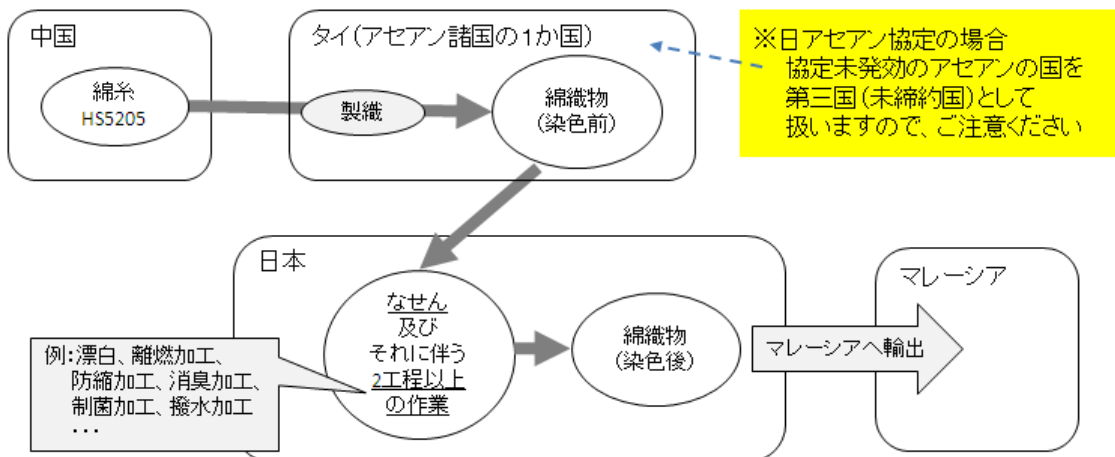 中国
綿糸
HS5205
タイ(アセアン諸国の1か国)
製織
綿織物
(染色前)
※日アセアン協定の場合
協定未発効のアセアンの国を
第三国(未締約国)として
扱いますので、ご注意ください
日本
なせん
及び
それに伴う
2工程以上
の作業
例:漂白、離燃加工、
防縮加工、消臭加工、
制菌加工、撥水加工
・・・
綿織物
(染色後)
マレーシアへ輸出
マレーシア